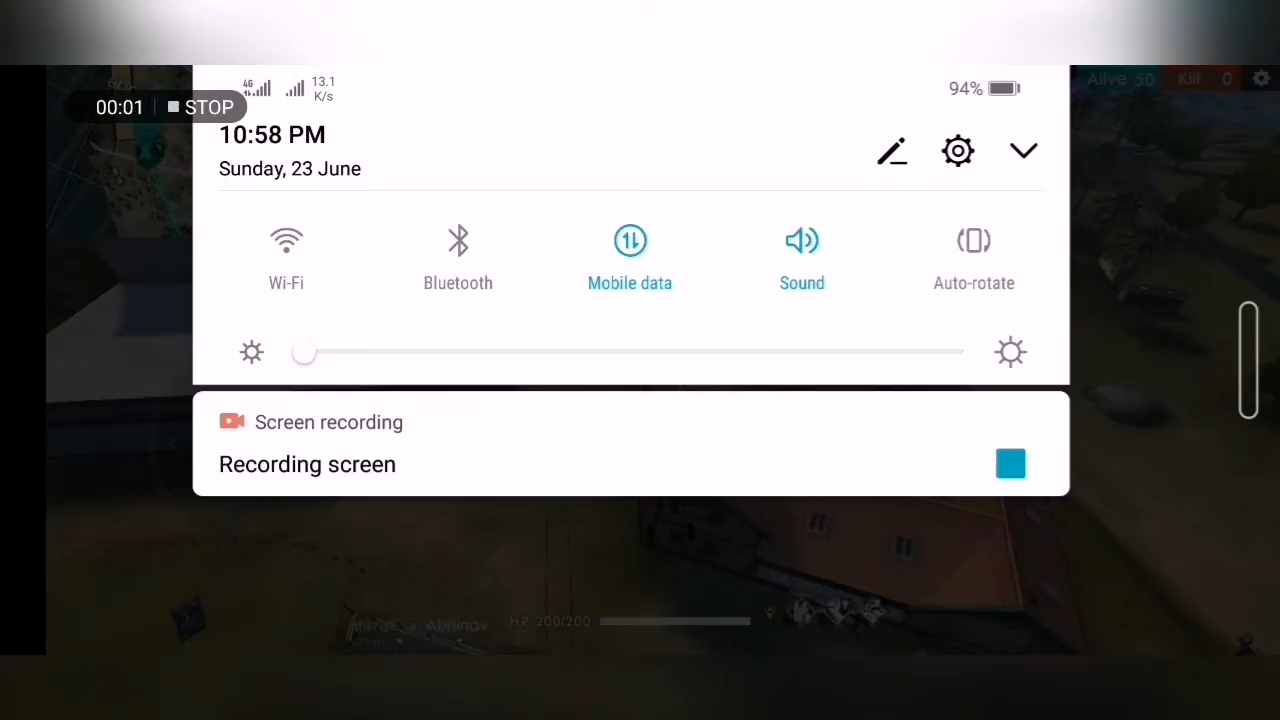 4G
13.1
K/s
94%
Alive 50 Kill 0
00:01 STOP
10:58 PM
Sunday, 23 June
Wi-Fi
Bluetooth
Mobile data
Sound
Auto-rotate
Screen recording
Recording screen
Abhinav HP 200/200